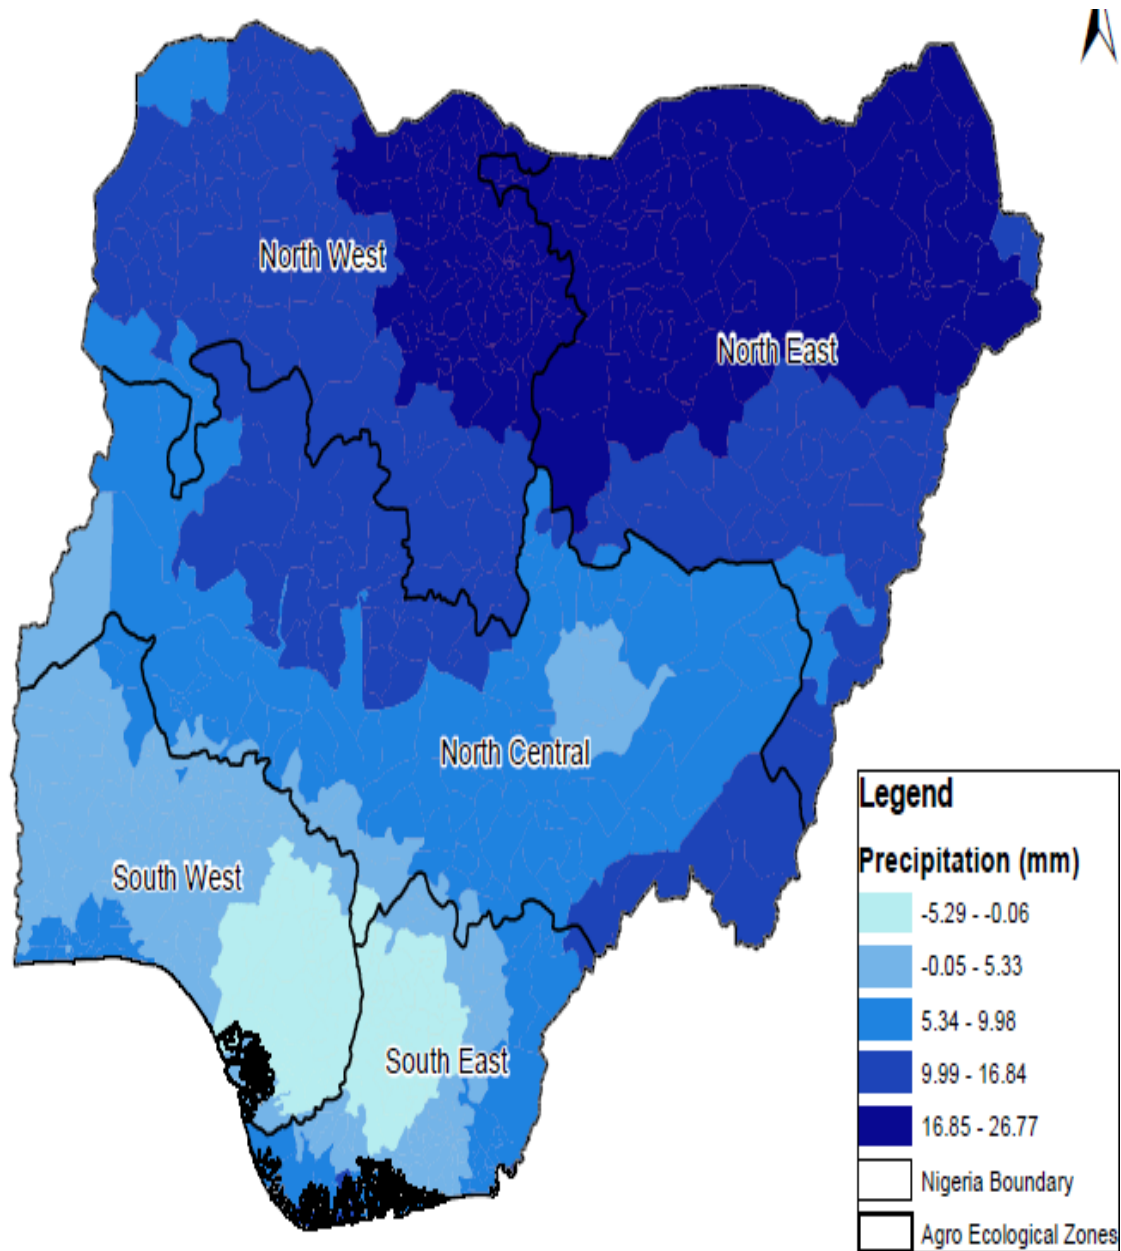 North West
North East
North Central
South West
South East
Legend
Precipitation (mm)
-5.29 - -0.06
-0.05 - 5.33
5.34 - 9.98
9.99 - 16.84
16.85 - 26.77
Nigeria Boundary
Agro Ecological Zones